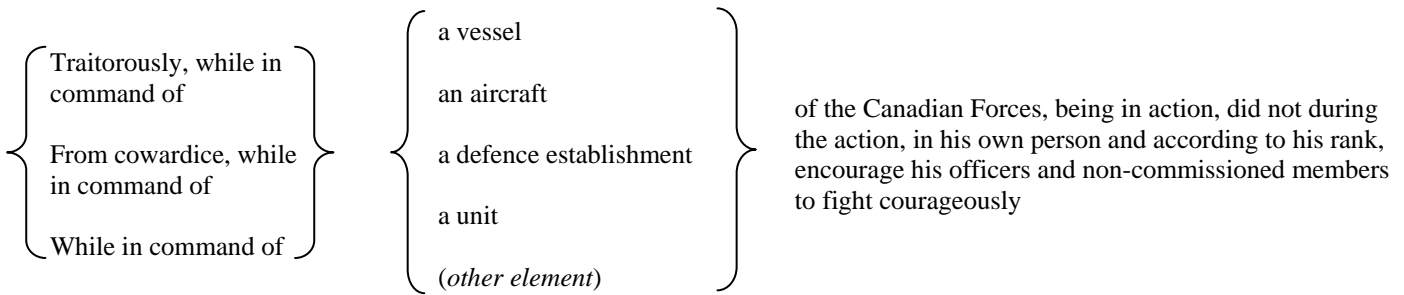 Traitorously, while in
command of
From cowardice, while
in command of
While in command of
a vessel
an aircraft
a defence establishment
a unit
(other element)
of the Canadian Forces, being in action, did not during
the action, in his own person and according to his rank,
encourage his officers and non-commissioned members
to fight courageously